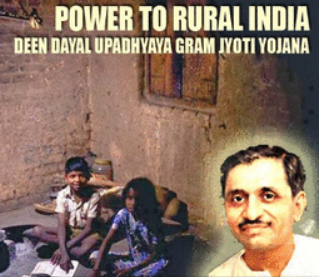 POWER TO RURAL INDIA
DEEN DAYAL UPADHYAYA GRAM JYOTI YOJANA